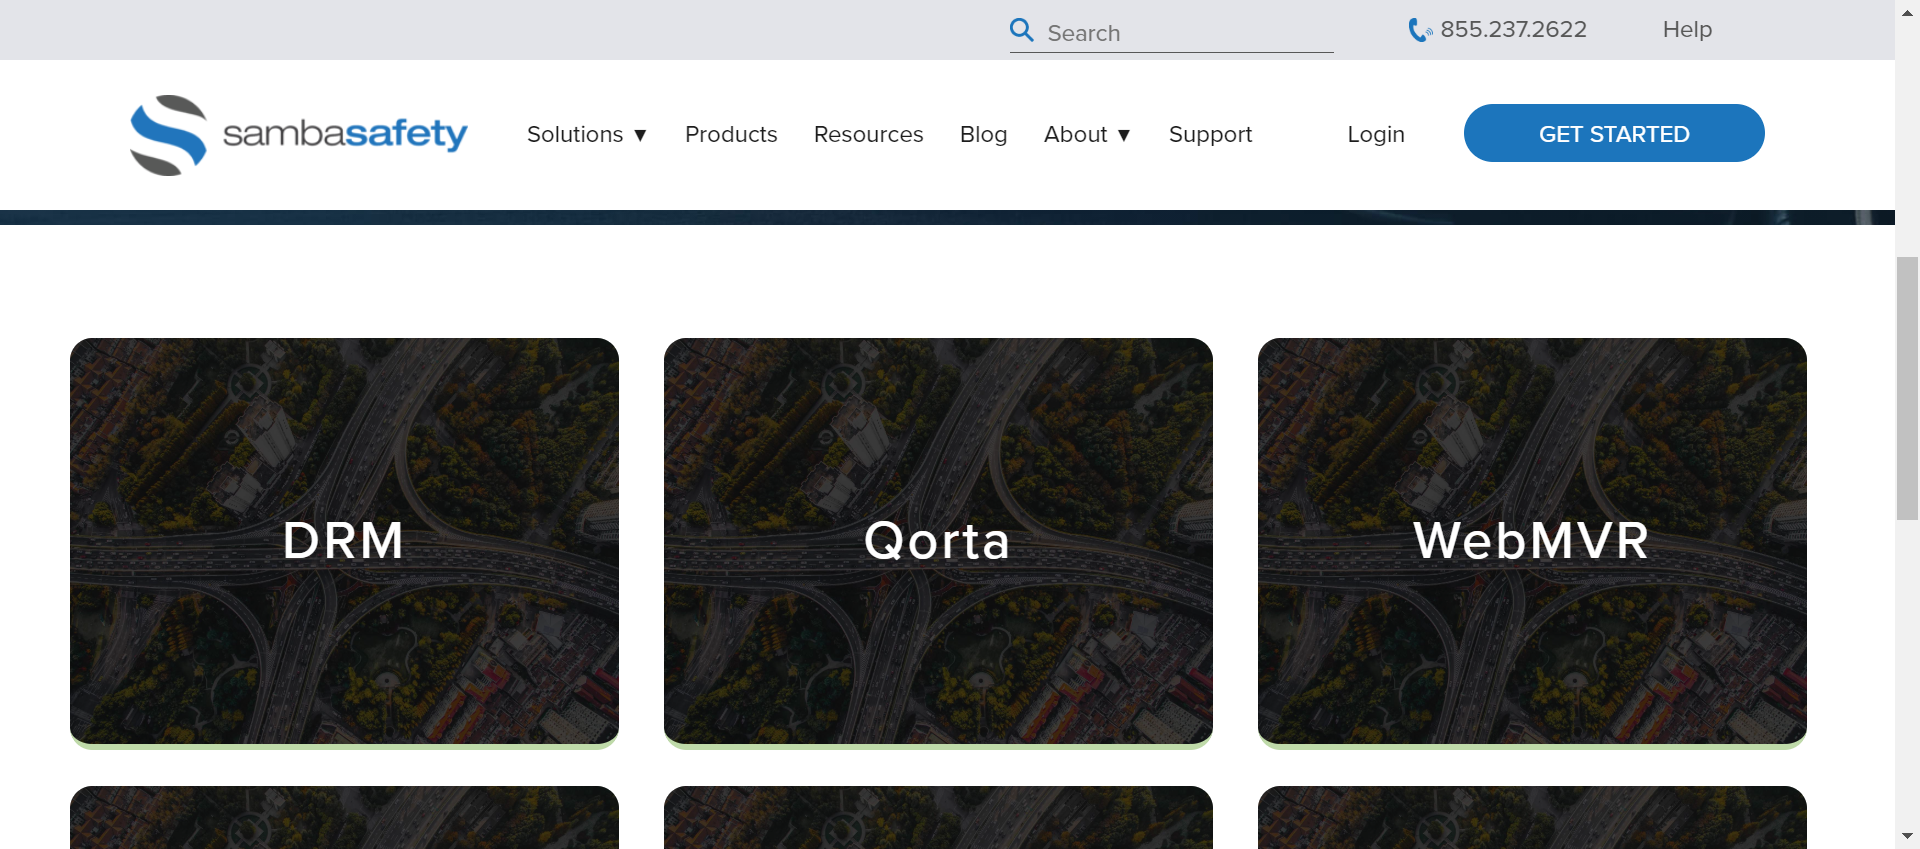 Search
855.237.2622
Help
sambasafety
Solutions ▼
Products
Resources
Blog
About ▼
Support
Login
GET STARTED
DRM
Qorta
WebMVR